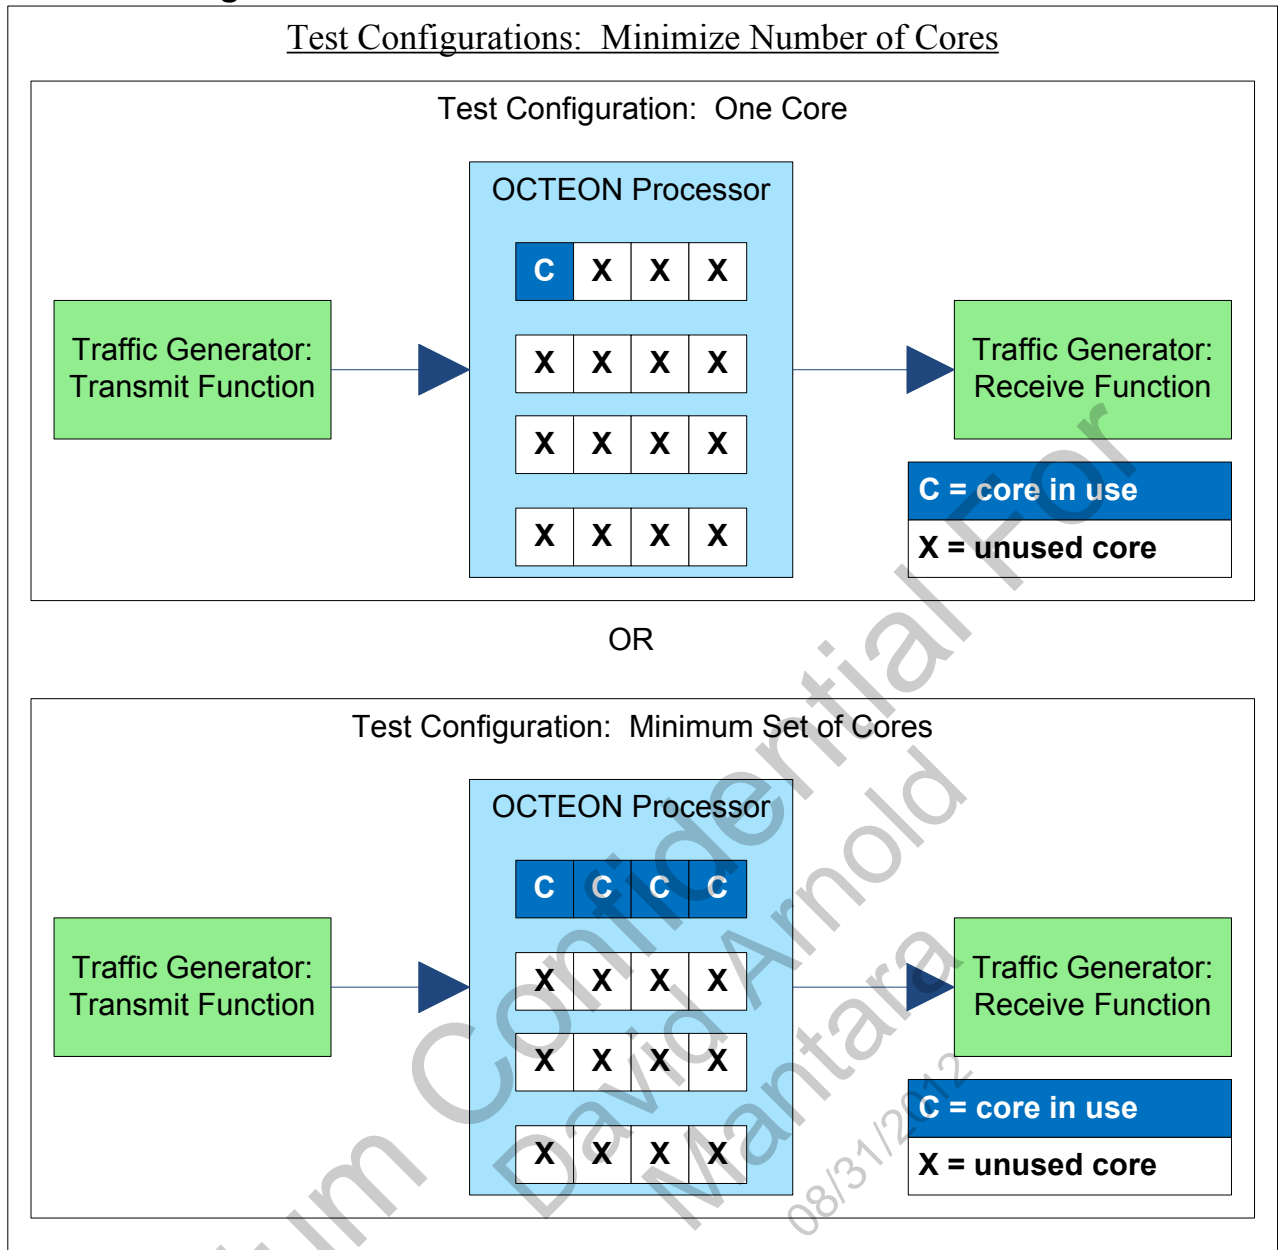 Test Configurations: Minimize Number of Cores
Test Configuration: One Core
OCTEON Processor
C X X X
X X X X
X X X X
X X X X
Traffic Generator:
Transmit Function
Traffic Generator:
Receive Function
C = core in use
X = unused core
OR
Test Configuration: Minimum Set of Cores
OCTEON Processor
C C C C
X X X X
X X X X
X X X X
Traffic Generator:
Transmit Function
Traffic Generator:
Receive Function
C = core in use
X = unused core
Confidential For
David Arnold
Mantara
08/31/2012